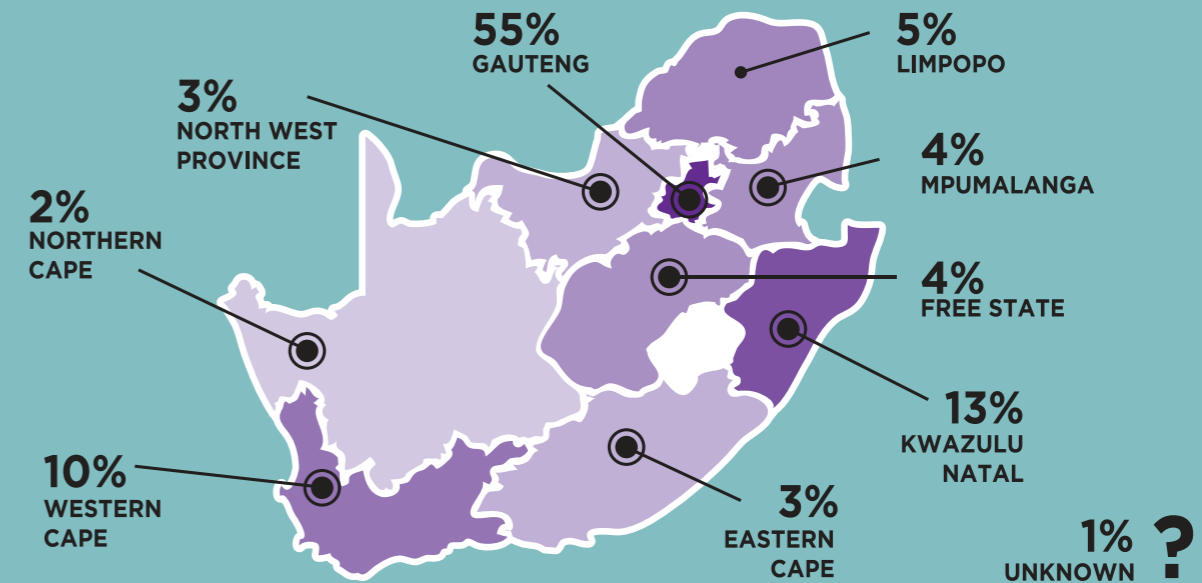 55%
GAUTENG
5%
LIMPOPO
3%
NORTH WEST
PROVINCE
4%
MPUMALANGA
2%
NORTHERN
CAPE
4%
FREE STATE
13%
KWAZULU
NATAL
10%
WESTERN
CAPE
3%
EASTERN
CAPE
1% ?
UNKNOWN